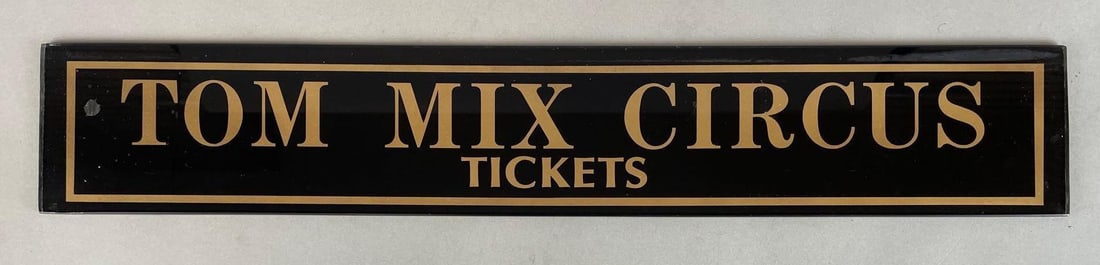 TOM MIX CIRCUS
TICKETS